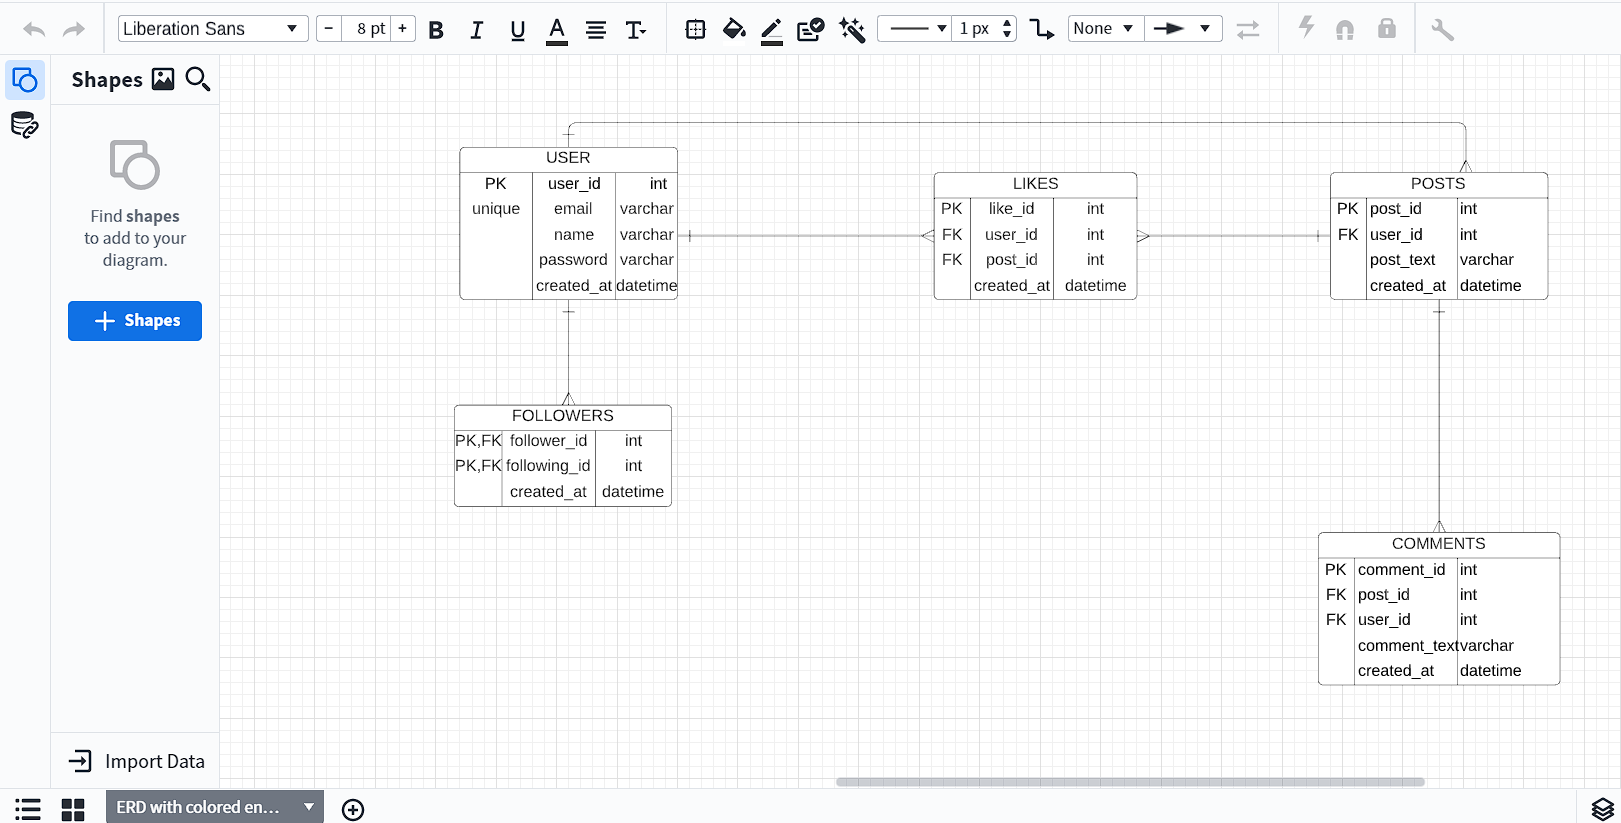 Liberation Sans − 8 pt + B I U A T 1 px None
Shapes
Find shapes
to add to your
diagram.
+ Shapes
USER
PK user_id int
unique email varchar
name varchar
password varchar
created_at datetime
LIKES
PK like_id int
FK user_id int
FK post_id int
created_at datetime
POSTS
PK post_id int
FK user_id int
post_text varchar
created_at datetime
FOLLOWERS
PK,FK follower_id int
PK,FK following_id int
created_at datetime
COMMENTS
PK comment_id int
FK post_id int
FK user_id int
comment_text varchar
created_at datetime
Import Data
ERD with colored en...